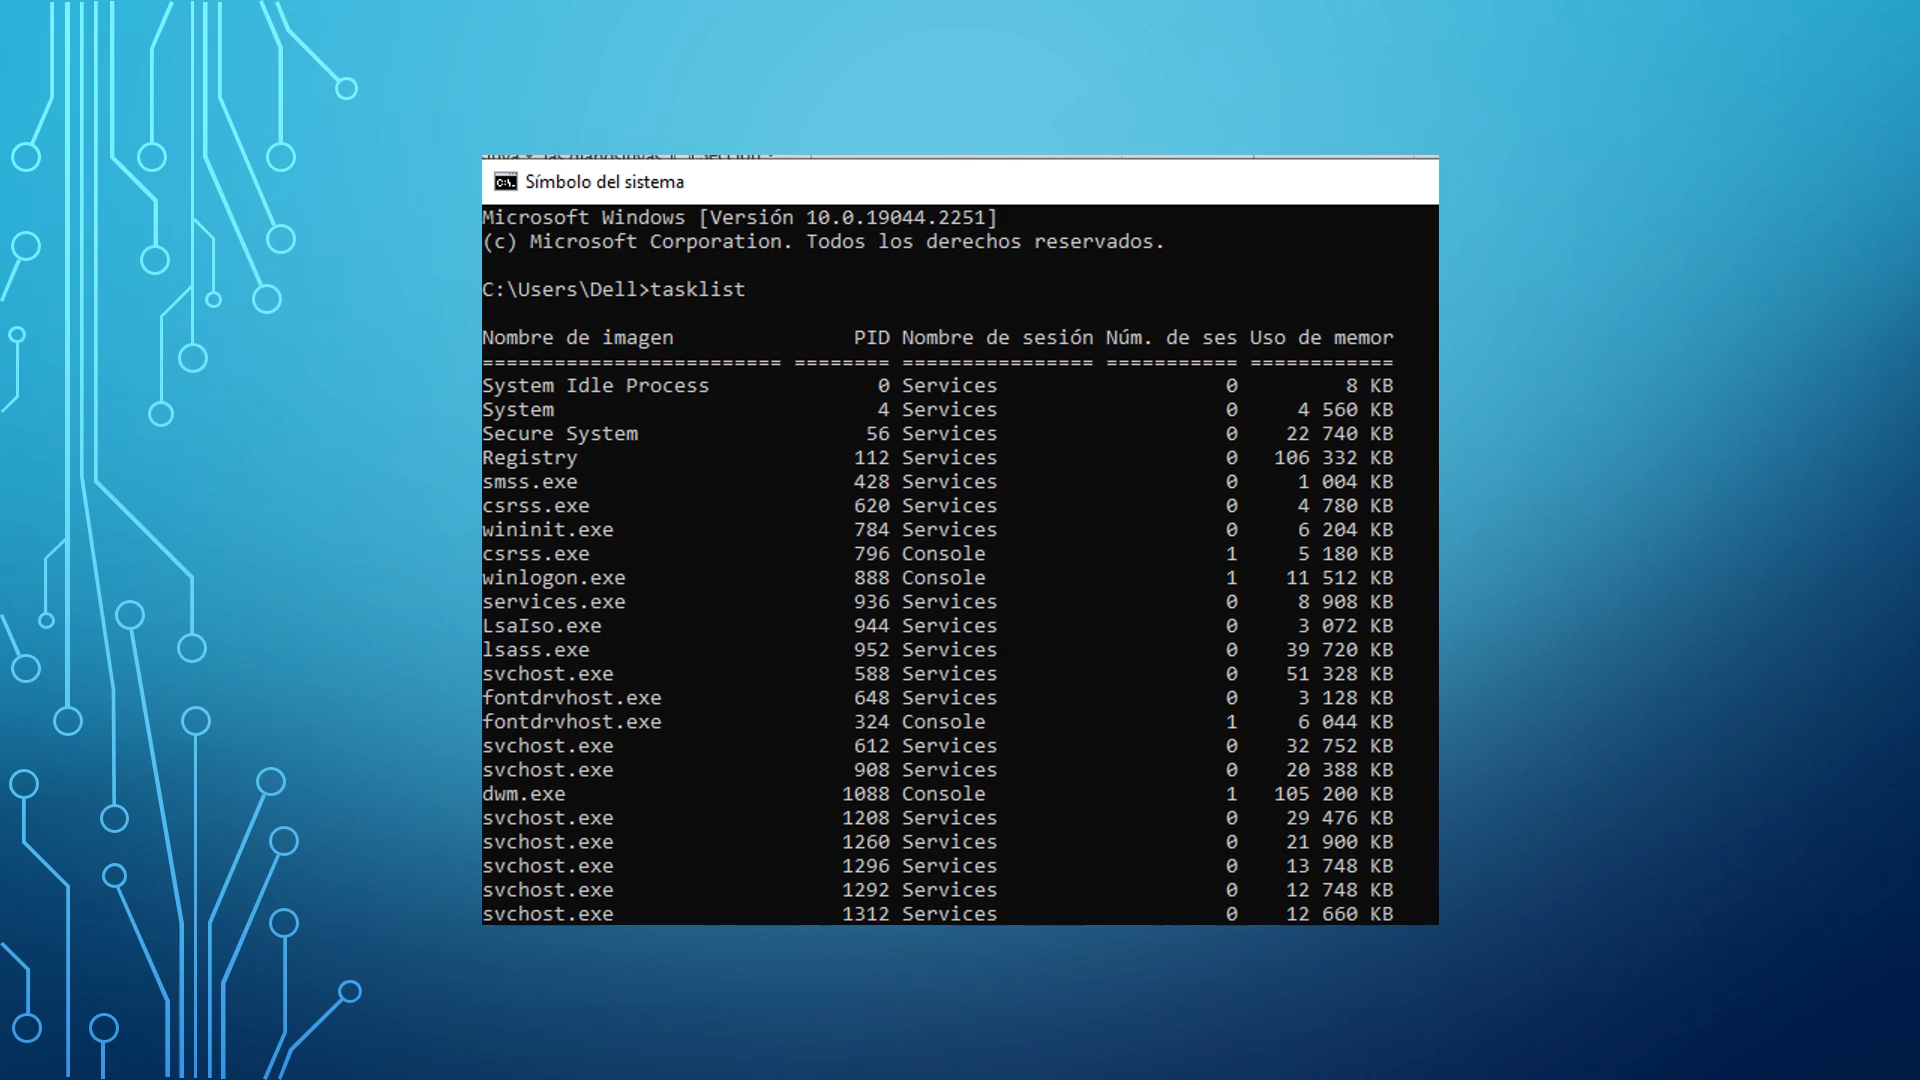 Símbolo del sistema
Microsoft Windows [Versión 10.0.19044.2251]
(c) Microsoft Corporation. Todos los derechos reservados.
C:\Users\Dell>tasklist
Nombre de imagen PID Nombre de sesión Núm. de ses Uso de memor
========================= ======== ================ =========== ============
System Idle Process 0 Services 0 8 KB
System 4 Services 0 4 560 KB
Secure System 56 Services 0 22 740 KB
Registry 112 Services 0 106 332 KB
smss.exe 428 Services 0 1 004 KB
csrss.exe 620 Services 0 4 780 KB
wininit.exe 784 Services 0 6 204 KB
csrss.exe 796 Console 1 5 180 KB
winlogon.exe 888 Console 1 11 512 KB
services.exe 936 Services 0 8 908 KB
LsaIso.exe 944 Services 0 3 072 KB
lsass.exe 952 Services 0 39 720 KB
svchost.exe 588 Services 0 51 328 KB
fontdrvhost.exe 648 Services 0 3 128 KB
fontdrvhost.exe 324 Console 1 6 044 KB
svchost.exe 612 Services 0 32 752 KB
svchost.exe 908 Services 0 20 388 KB
dwm.exe 1088 Console 1 105 200 KB
svchost.exe 1208 Services 0 29 476 KB
svchost.exe 1260 Services 0 21 900 KB
svchost.exe 1296 Services 0 13 748 KB
svchost.exe 1292 Services 0 12 748 KB
svchost.exe 1312 Services 0 12 660 KB